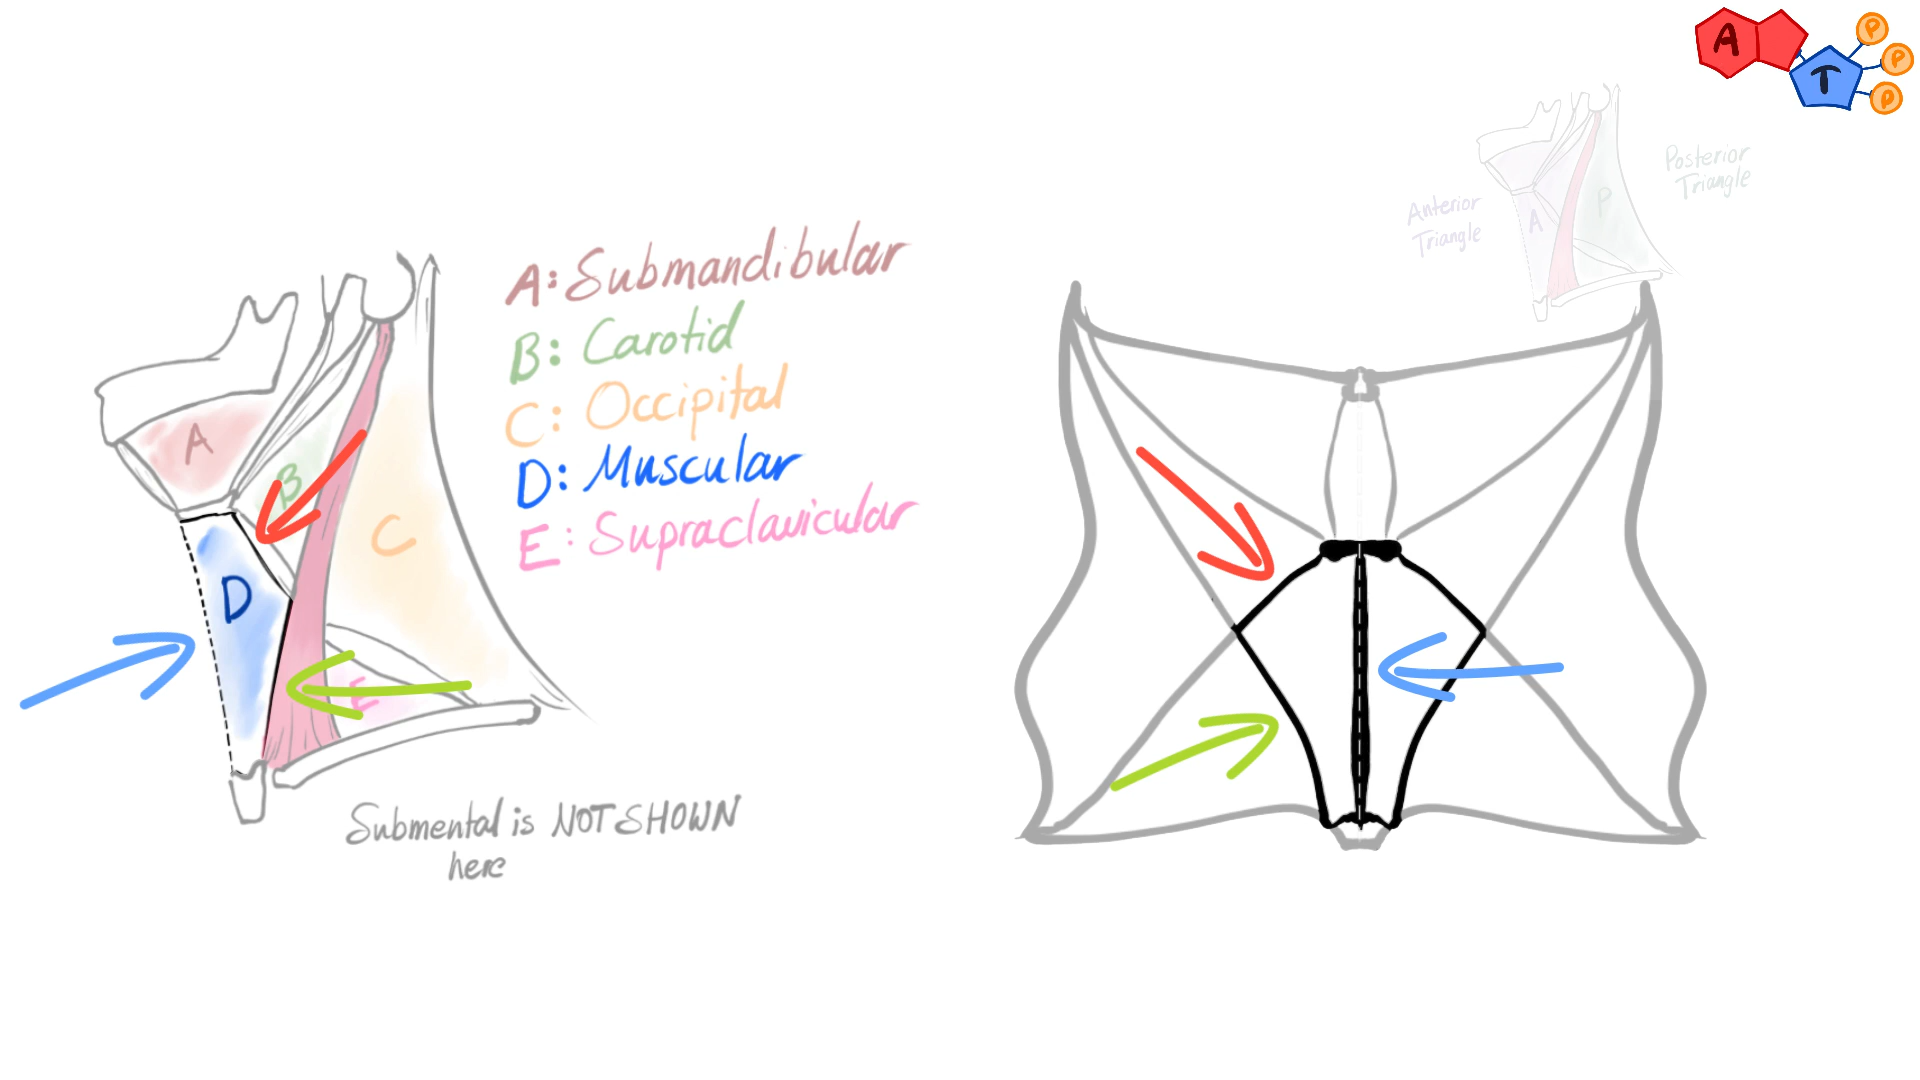 A T P P P
Posterior
Triangle
Anterior
Triangle
A P
A: Submandibular
B: Carotid
C: Occipital
D: Muscular
E: Supraclavicular
A
B
C
D
E
Submental is NOT SHOWN
here